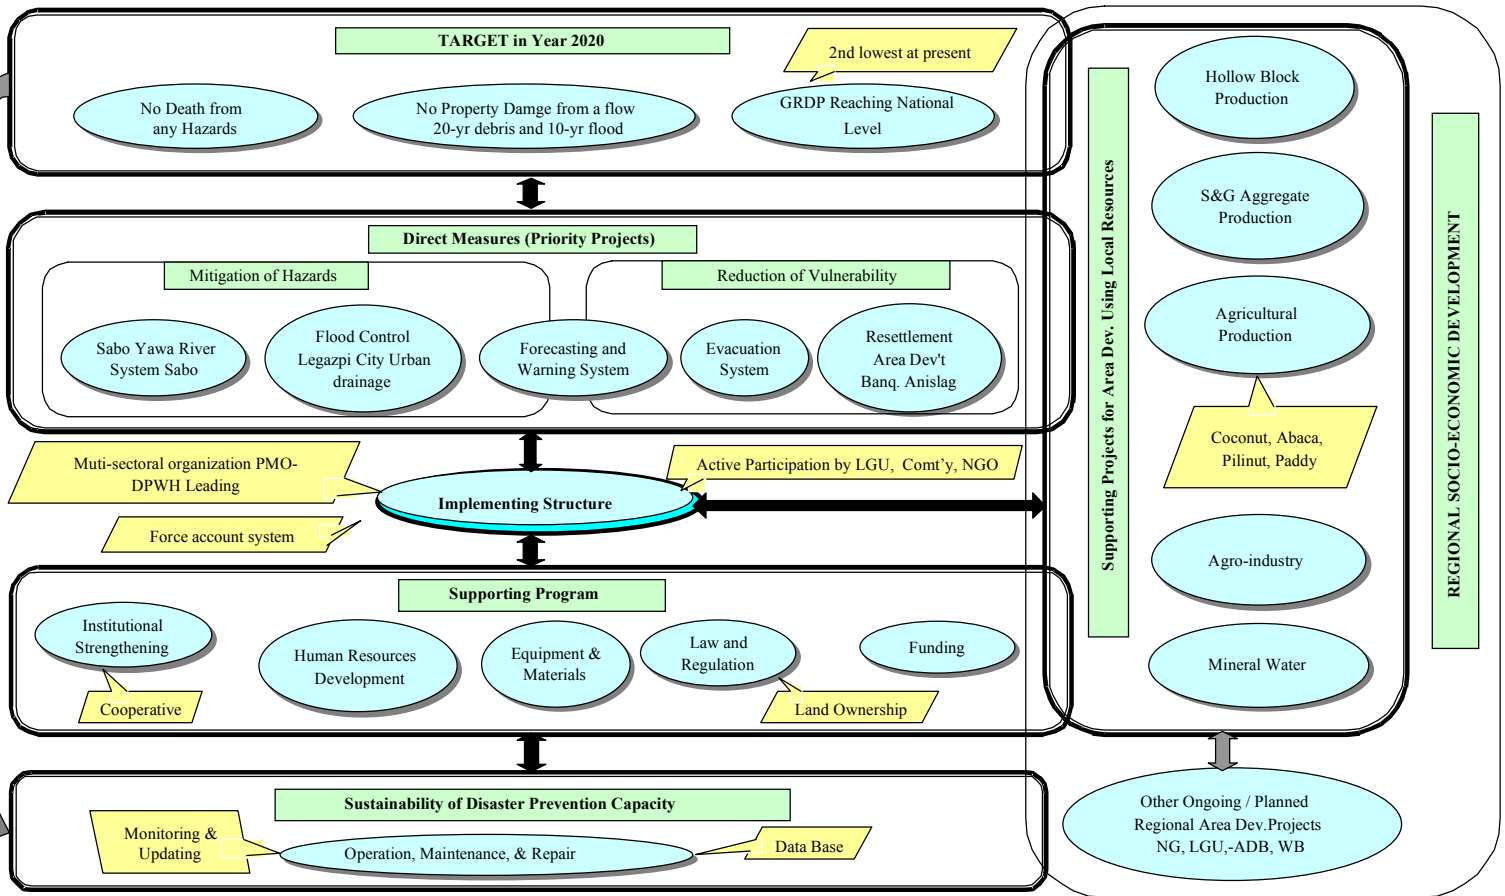 TARGET in Year 2020
2nd lowest at present
No Death from
any Hazards
No Property Damge from a flow
20-yr debris and 10-yr flood
GRDP Reaching National
Level
Direct Measures (Priority Projects)
Mitigation of Hazards
Reduction of Vulnerability
Sabo Yawa River
System Sabo
Flood Control
Legazpi City Urban
drainage
Forecasting and
Warning System
Evacuation
System
Resettlement
Area Dev't
Banq. Anislag
Muti-sectoral organization PMO-
DPWH Leading
Active Participation by LGU, Comt'y, NGO
Implementing Structure
Force account system
Supporting Program
Institutional
Strengthening
Human Resources
Development
Equipment &
Materials
Law and
Regulation
Funding
Cooperative
Land Ownership
Sustainability of Disaster Prevention Capacity
Monitoring &
Updating
Operation, Maintenance, & Repair
Data Base
Supporting Projects for Area Dev. Using Local Resources
Hollow Block
Production
S&G Aggregate
Production
Agricultural
Production
Coconut, Abaca,
Pilinut, Paddy
Agro-industry
Mineral Water
Other Ongoing / Planned
Regional Area Dev.Projects
NG, LGU,-ADB, WB
REGIONAL SOCIO-ECONOMIC DEVELOPMENT